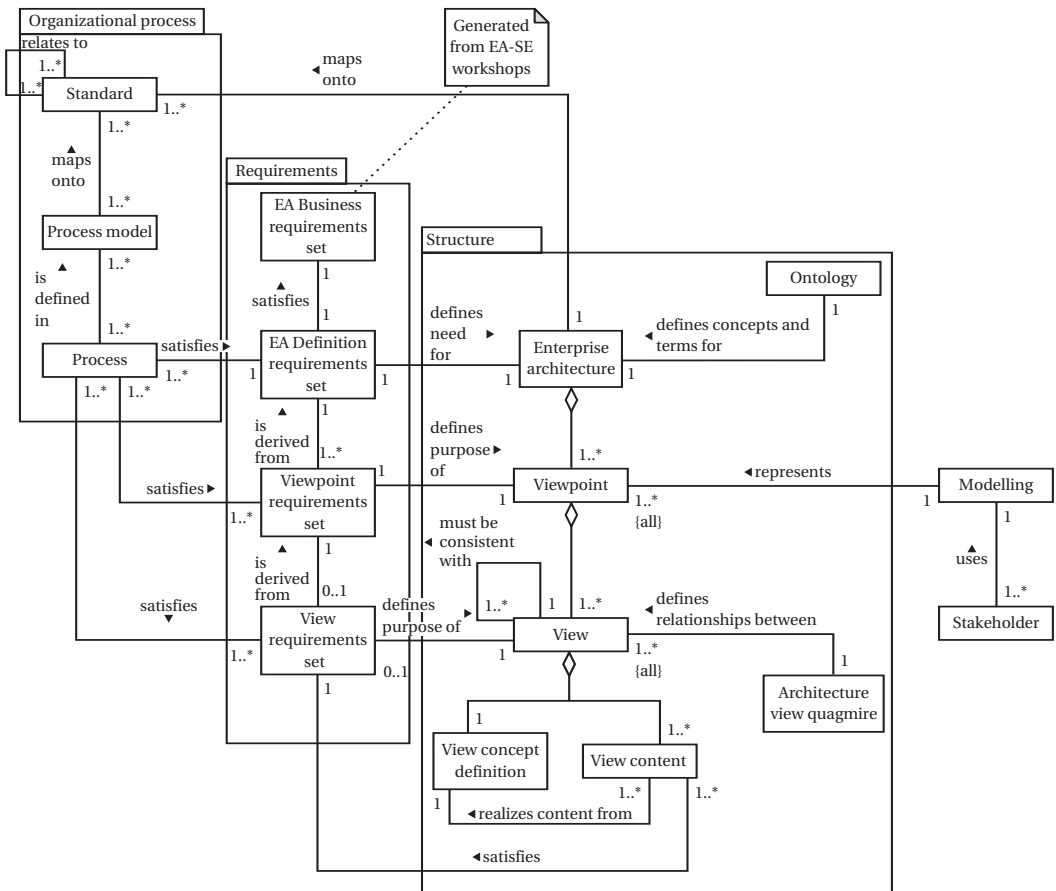 Organizational process
relates to
1..*
1..*
Standard
1..*
1..*
maps
onto
1..*
Process model
1..*
is
defined
in
1..*
Process
1..*
1..*
1..*
satisfies
maps
onto
Generated
from EA-SE
workshops
Requirements
EA Business
requirements
set
1
satisfies
1
EA Definition
requirements
set
1
1
1
is
derived
from
1..*
Viewpoint
requirements
set
1
1..*
satisfies
1
is
derived
from
0..1
View
requirements
set
1..*
satisfies
0..1
1
Structure
defines
need
for
1
1
Enterprise
architecture
1
defines concepts and
terms for
Ontology
1
defines
purpose
of
1..*
1
Viewpoint
1..*
{all}
represents
1
Modelling
1
uses
1..*
Stakeholder
must be
consistent
with
1..*
1
1..*
defines
purpose of
1
View
1..*
{all}
defines
relationships between
1
Architecture
view quagmire
1
View concept
definition
1
1..*
View content
1..*
1..*
realizes content from
satisfies